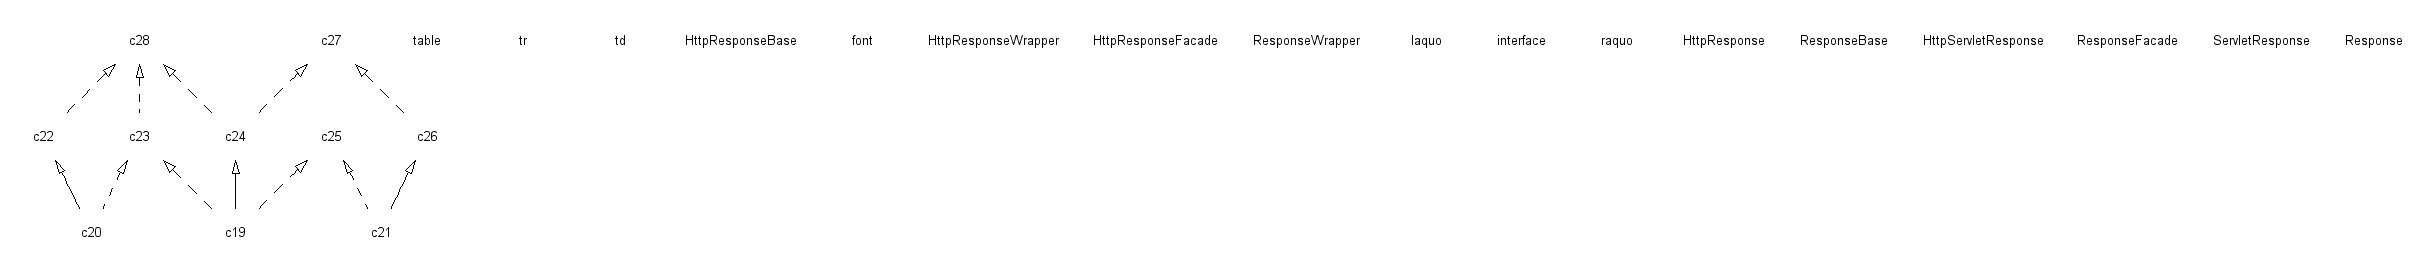 c28 c27 table tr td HttpResponseBase font HttpResponseWrapper HttpResponseFacade ResponseWrapper laquo interface raquo HttpResponse ResponseBase HttpServletResponse ResponseFacade ServletResponse Response
c22 c23 c24 c25 c26
c20 c19 c21